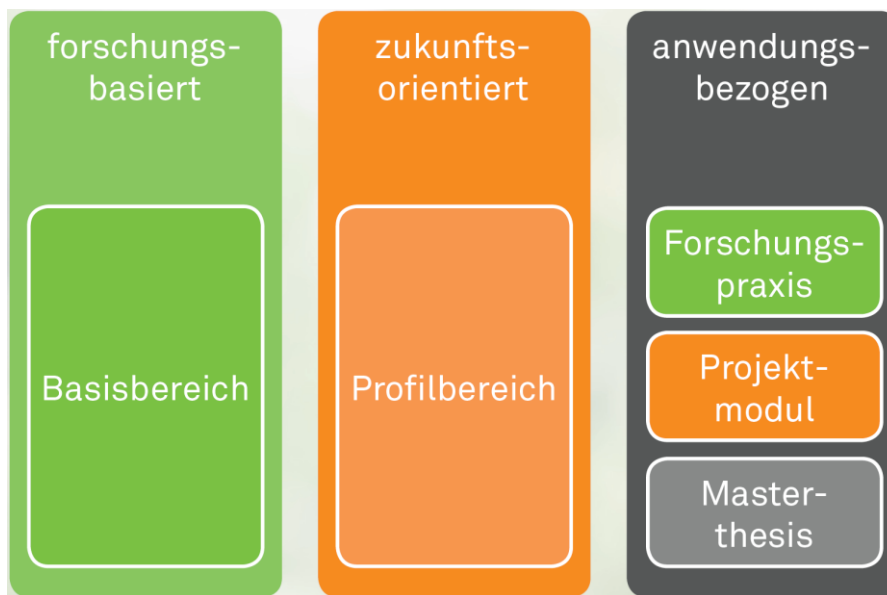 forschungs-
basiert
Basisbereich
zukunfts-
orientiert
Profilbereich
anwendungs-
bezogen
Forschungs-
praxis
Projekt-
modul
Master-
thesis